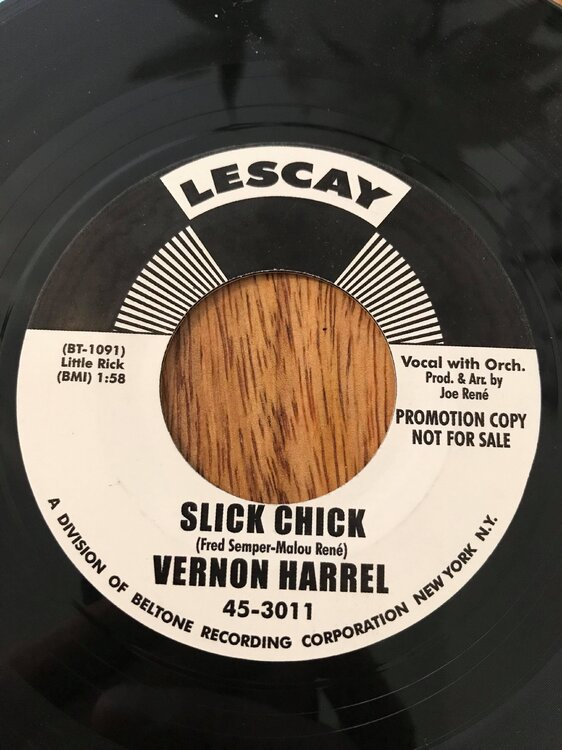 LESCAY
(BT-1091)
Little Rick
(BMI) 1:58
Vocal with Orch.
Prod. & Arr. by
Joe René
PROMOTION COPY
NOT FOR SALE
SLICK CHICK
(Fred Semper-Malou René)
VERNON HARREL
45-3011
A DIVISION OF BELTONE RECORDING CORPORATION NEW YORK N.Y.